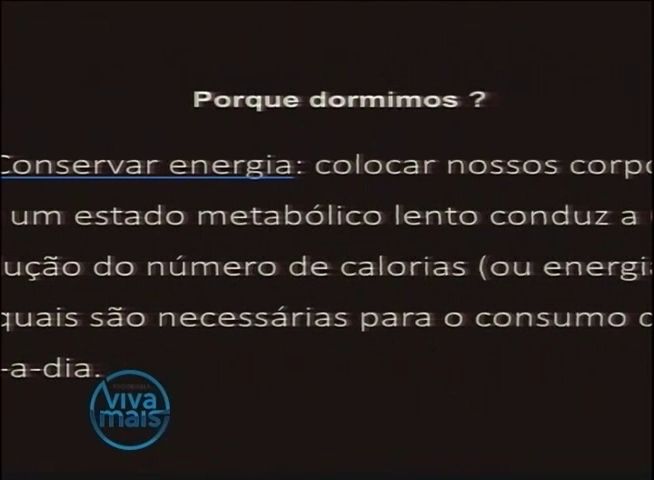 Porque dormimos ?
Conservar energia: colocar nossos corpo
um estado metabólico lento conduz a
ução do número de calorias (ou energi
quais são necessárias para o consumo
-a-dia.
viva
mais